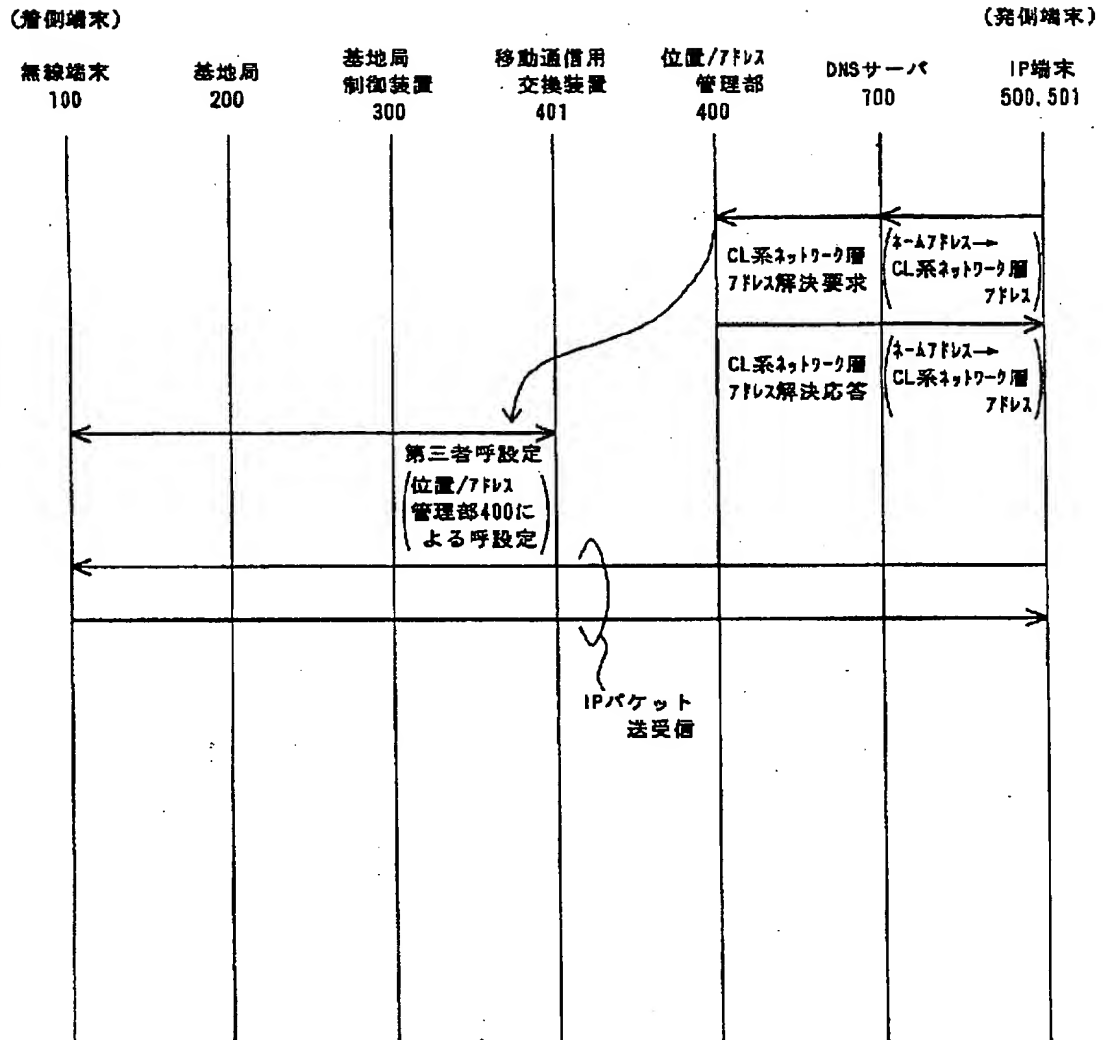 (着側端末)
(発側端末)
無線端末
100
基地局
200
基地局
制御装置
300
移動通信用
交換装置
401
位置/アドレス
管理部
400
DNSサーバ
700
IP端末
500,501
CL系ネットワーク層
アドレス解決要求
(ネームアドレス→
CL系ネットワーク層
アドレス)
CL系ネットワーク層
アドレス解決応答
(ネームアドレス→
CL系ネットワーク層
アドレス)
第三者呼設定
(位置/アドレス
管理部400に
よる呼設定)
IPパケット
送受信